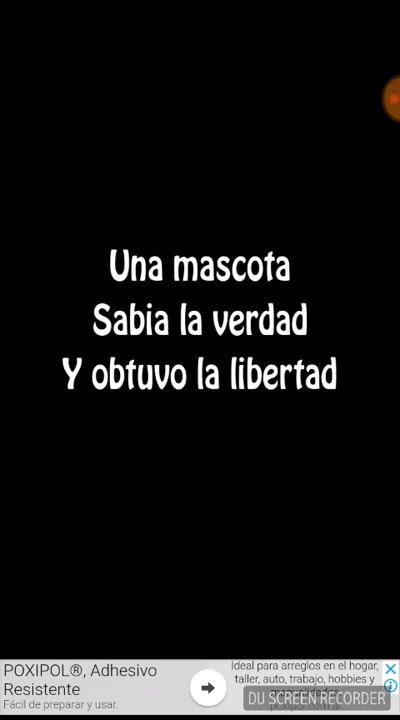 Una mascota
Sabia la verdad
Y obtuvo la libertad
POXIPOL®, Adhesivo
Resistente
Fácil de preparar y usar.
Ideal para arreglos en el hogar,
taller, auto, trabajo, hobbies y
DU SCREEN RECORDER